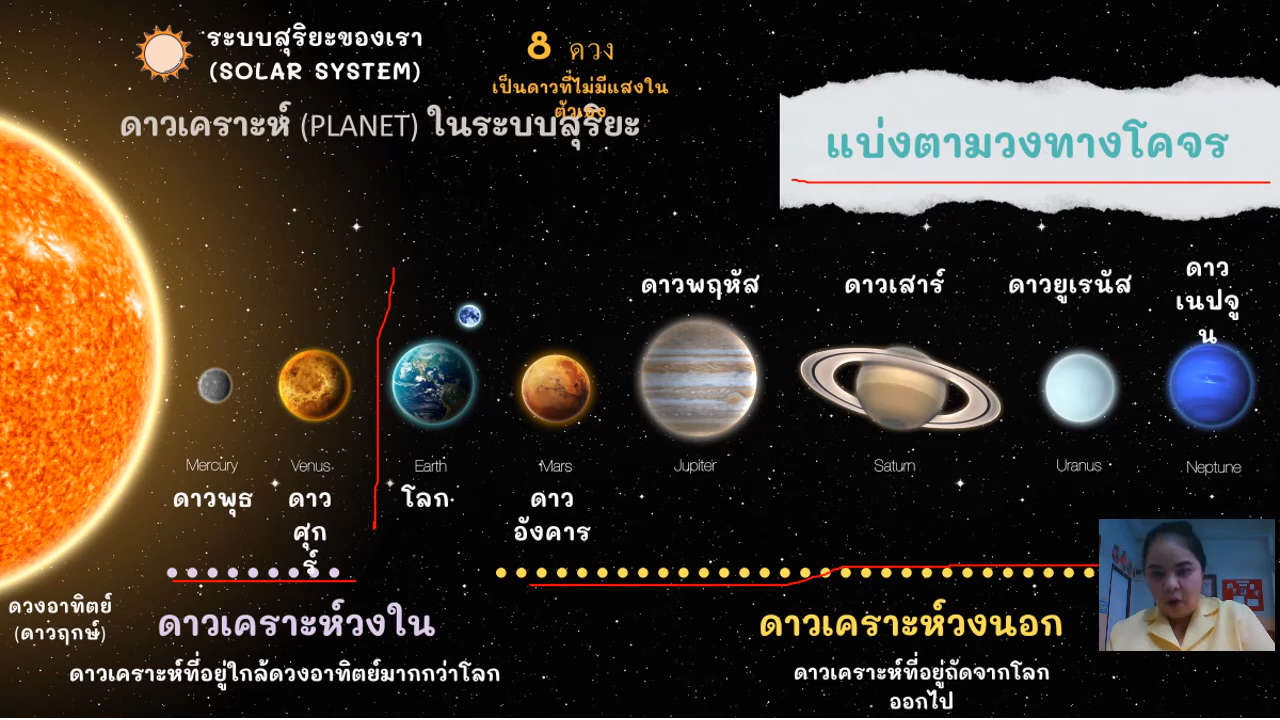 ระบบสุริยะของเรา
(SOLAR SYSTEM)
8 ดวง
เป็นดาวที่ไม่มีแสงใน
ตัวเอง
ดาวเคราะห์ (PLANET) ในระบบสุริยะ
แบ่งตามวงทางโคจร
ดาวพฤหัส
ดาวเสาร์
ดาวยูเรนัส
ดาว
เนปจู
น
Mercury
Venus
Earth
Mars
Jupiter
Saturn
Uranus
Neptune
ดาวพุธ
ดาว
ศุก
ร์
โลก
ดาว
อังคาร
ดวงอาทิตย์
(ดาวฤกษ์)
ดาวเคราะห์วงใน
ดาวเคราะห์ที่อยู่ใกล้ดวงอาทิตย์มากกว่าโลก
ดาวเคราะห์วงนอก
ดาวเคราะห์ที่อยู่ถัดจากโลก
ออกไป